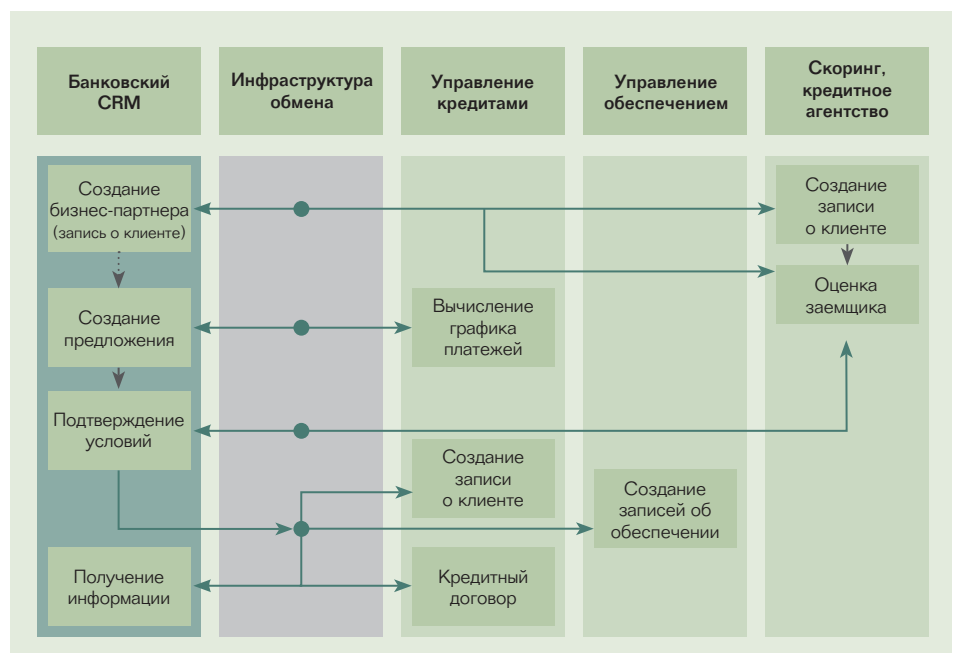 Банковский
CRM
Инфраструктура
обмена
Управление
кредитами
Управление
обеспечением
Скоринг,
кредитное
агентство
Создание
бизнес-партнера
(запись о клиенте)
Создание
записи
о клиенте
Оценка
заемщика
Создание
предложения
Вычисление
графика
платежей
Подтверждение
условий
Создание
записи
о клиенте
Создание
записей об
обеспечении
Получение
информации
Кредитный
договор